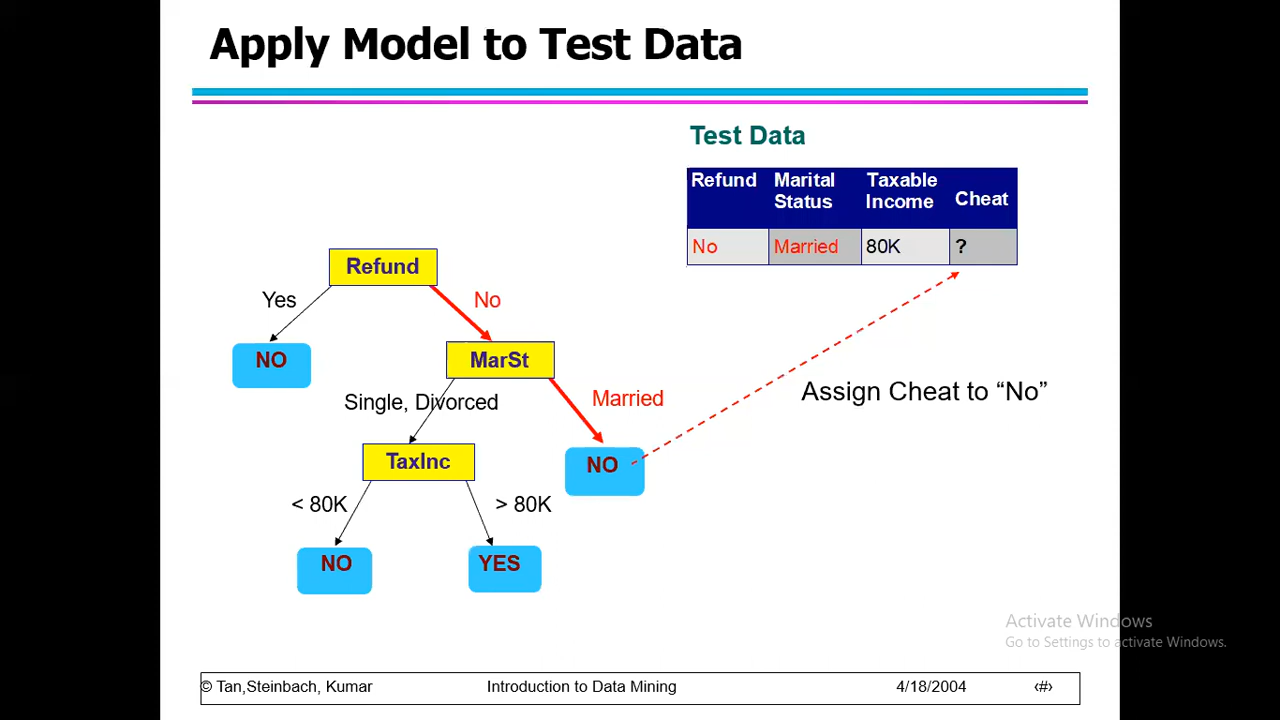 Apply Model to Test Data
Test Data
Refund Marital Status Taxable Income Cheat
No Married 80K ?
Refund
Yes No
NO MarSt
Single, Divorced Married
TaxInc NO
< 80K > 80K
NO YES
Assign Cheat to “No”
Activate Windows
Go to Settings to activate Windows.
© Tan,Steinbach, Kumar Introduction to Data Mining 4/18/2004 ‹#›